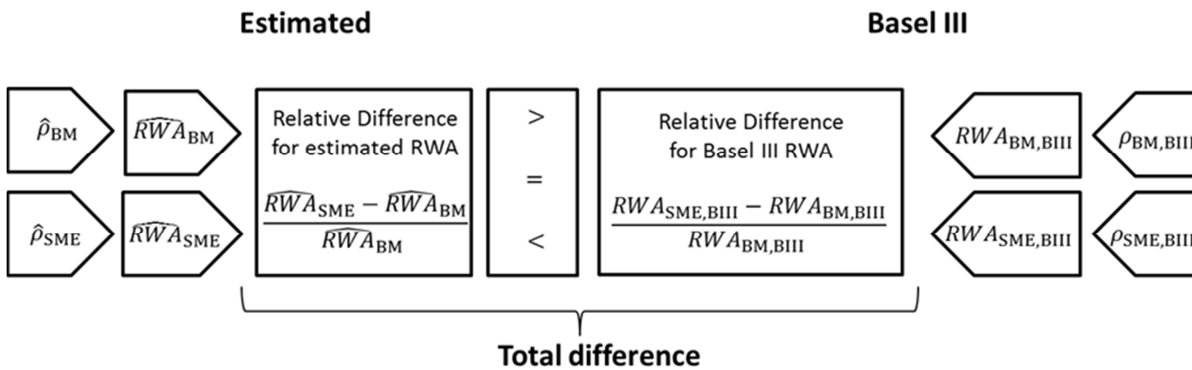 Estimated
Basel III
ρ̂_BM
R͡WA_BM
Relative Difference
for estimated RWA
(R͡WA_SME − R͡WA_BM) / R͡WA_BM
>
=
<
Relative Difference
for Basel III RWA
(RWA_SME,BIII − RWA_BM,BIII) / RWA_BM,BIII
RWA_BM,BIII
ρ_BM,BIII
ρ̂_SME
R͡WA_SME
RWA_SME,BIII
ρ_SME,BIII
Total difference